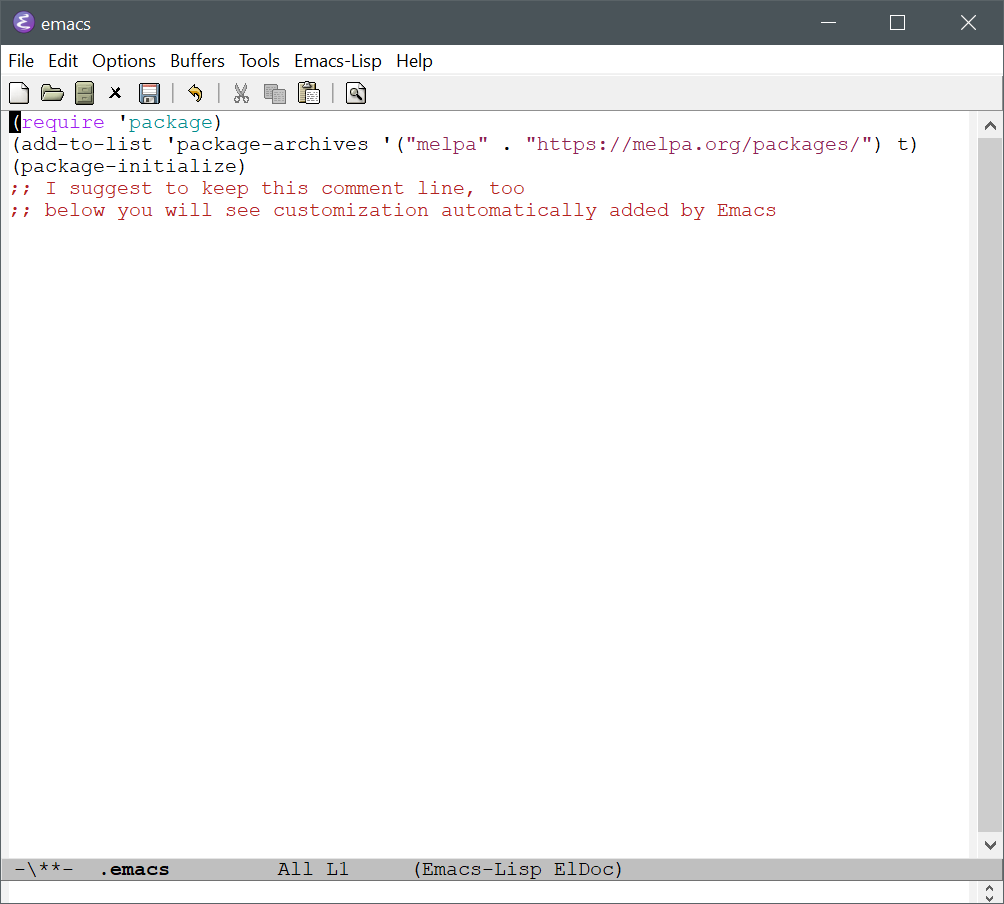 emacs
File Edit Options Buffers Tools Emacs-Lisp Help
(require 'package)
(add-to-list 'package-archives '("melpa" . "https://melpa.org/packages/") t)
(package-initialize)
;; I suggest to keep this comment line, too
;; below you will see customization automatically added by Emacs
-\**- .emacs All L1 (Emacs-Lisp ElDoc)